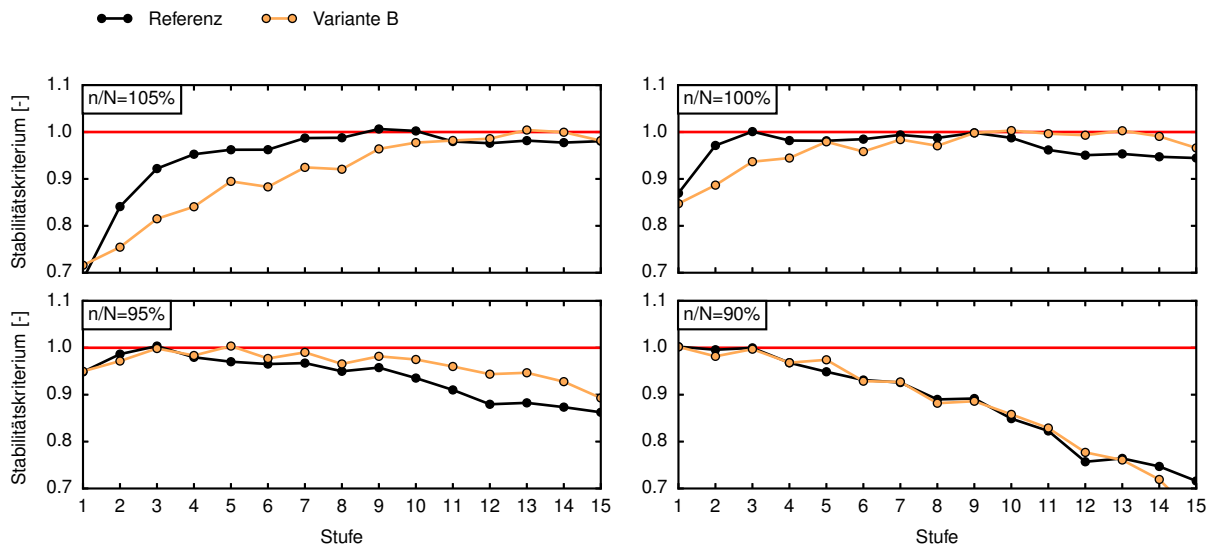 Referenz Variante B
Stabilitätskriterium [-]
1.1
1.0
0.9
0.8
0.7
n/N=105%
1.1
1.0
0.9
0.8
0.7
n/N=100%
Stabilitätskriterium [-]
1.1
1.0
0.9
0.8
0.7
n/N=95%
1 2 3 4 5 6 7 8 9 10 11 12 13 14 15
Stufe
1.1
1.0
0.9
0.8
0.7
n/N=90%
1 2 3 4 5 6 7 8 9 10 11 12 13 14 15
Stufe